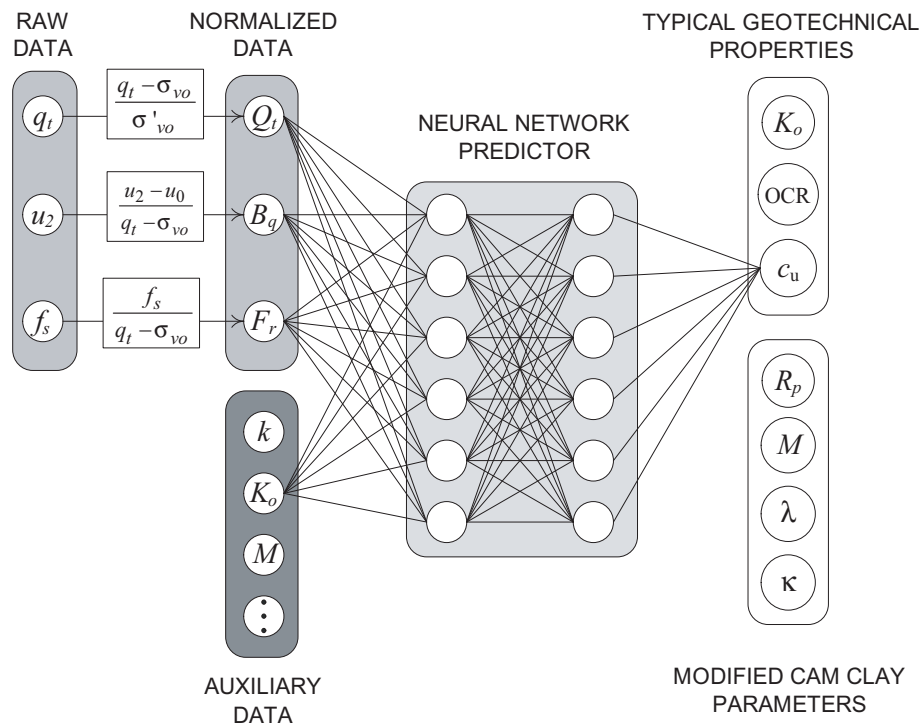 RAW
DATA
NORMALIZED
DATA
TYPICAL GEOTECHNICAL
PROPERTIES
q_t
q_t – σ_vo
σ'_vo
Q_t
NEURAL NETWORK
PREDICTOR
K_o
u_2
u_2 – u_0
q_t – σ_vo
B_q
OCR
f_s
f_s
q_t – σ_vo
F_r
c_u
k
K_o
M
⋮
R_p
M
λ
κ
AUXILIARY
DATA
MODIFIED CAM CLAY
PARAMETERS